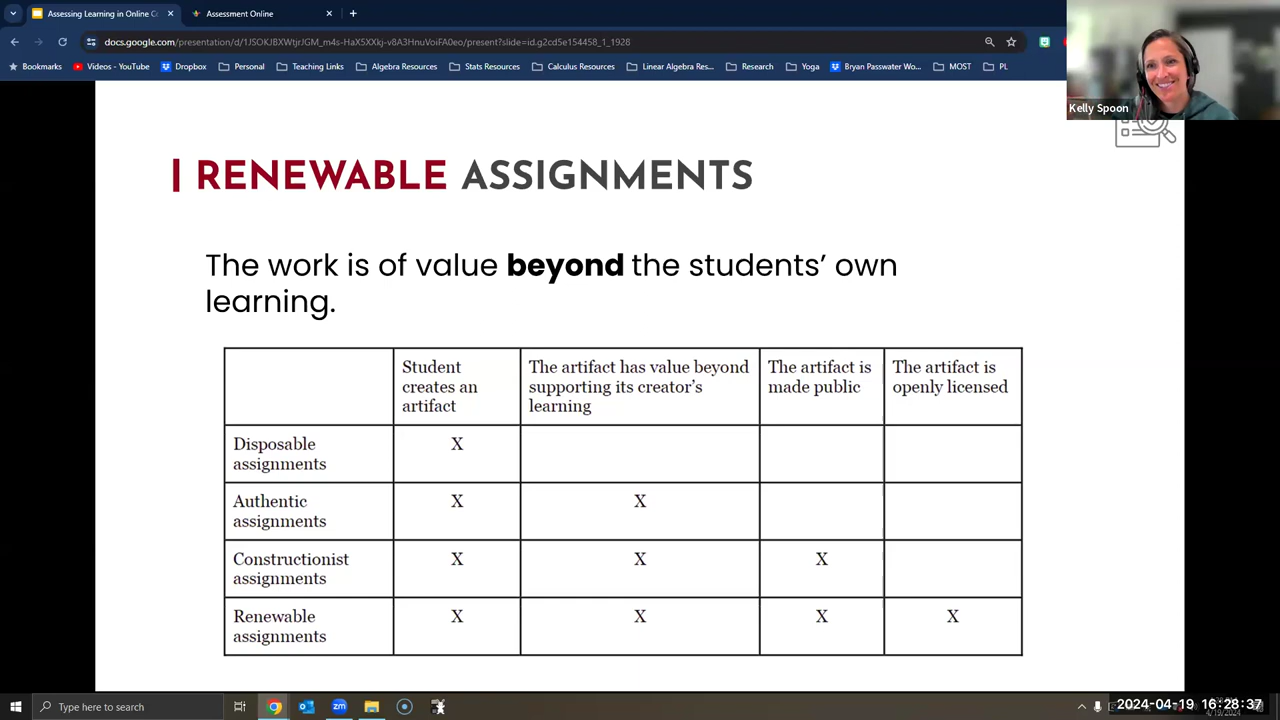 Assessing Learning in Online Co
Assessment Online
docs.google.com/presentation/d/1JSOKJBXWtjrJGM_m4s-HaX5XXkj-v8A3HnuVoiFA0eo/present?slide=id.g2cd5e154458_1_1928
Bookmarks
Videos - YouTube
Dropbox
Personal
Teaching Links
Algebra Resources
Stats Resources
Calculus Resources
Linear Algebra Res...
Research
Yoga
Bryan Passwater Wo...
MOST
PL
Kelly Spoon
RENEWABLE ASSIGNMENTS
The work is of value beyond the students’ own
learning.
Student
creates an
artifact
The artifact has value beyond
supporting its creator’s
learning
The artifact is
made public
The artifact is
openly licensed
Disposable
assignments
X
Authentic
assignments
X X
Constructionist
assignments
X X X
Renewable
assignments
X X X X
Type here to search
2024-04-19 16:28:37